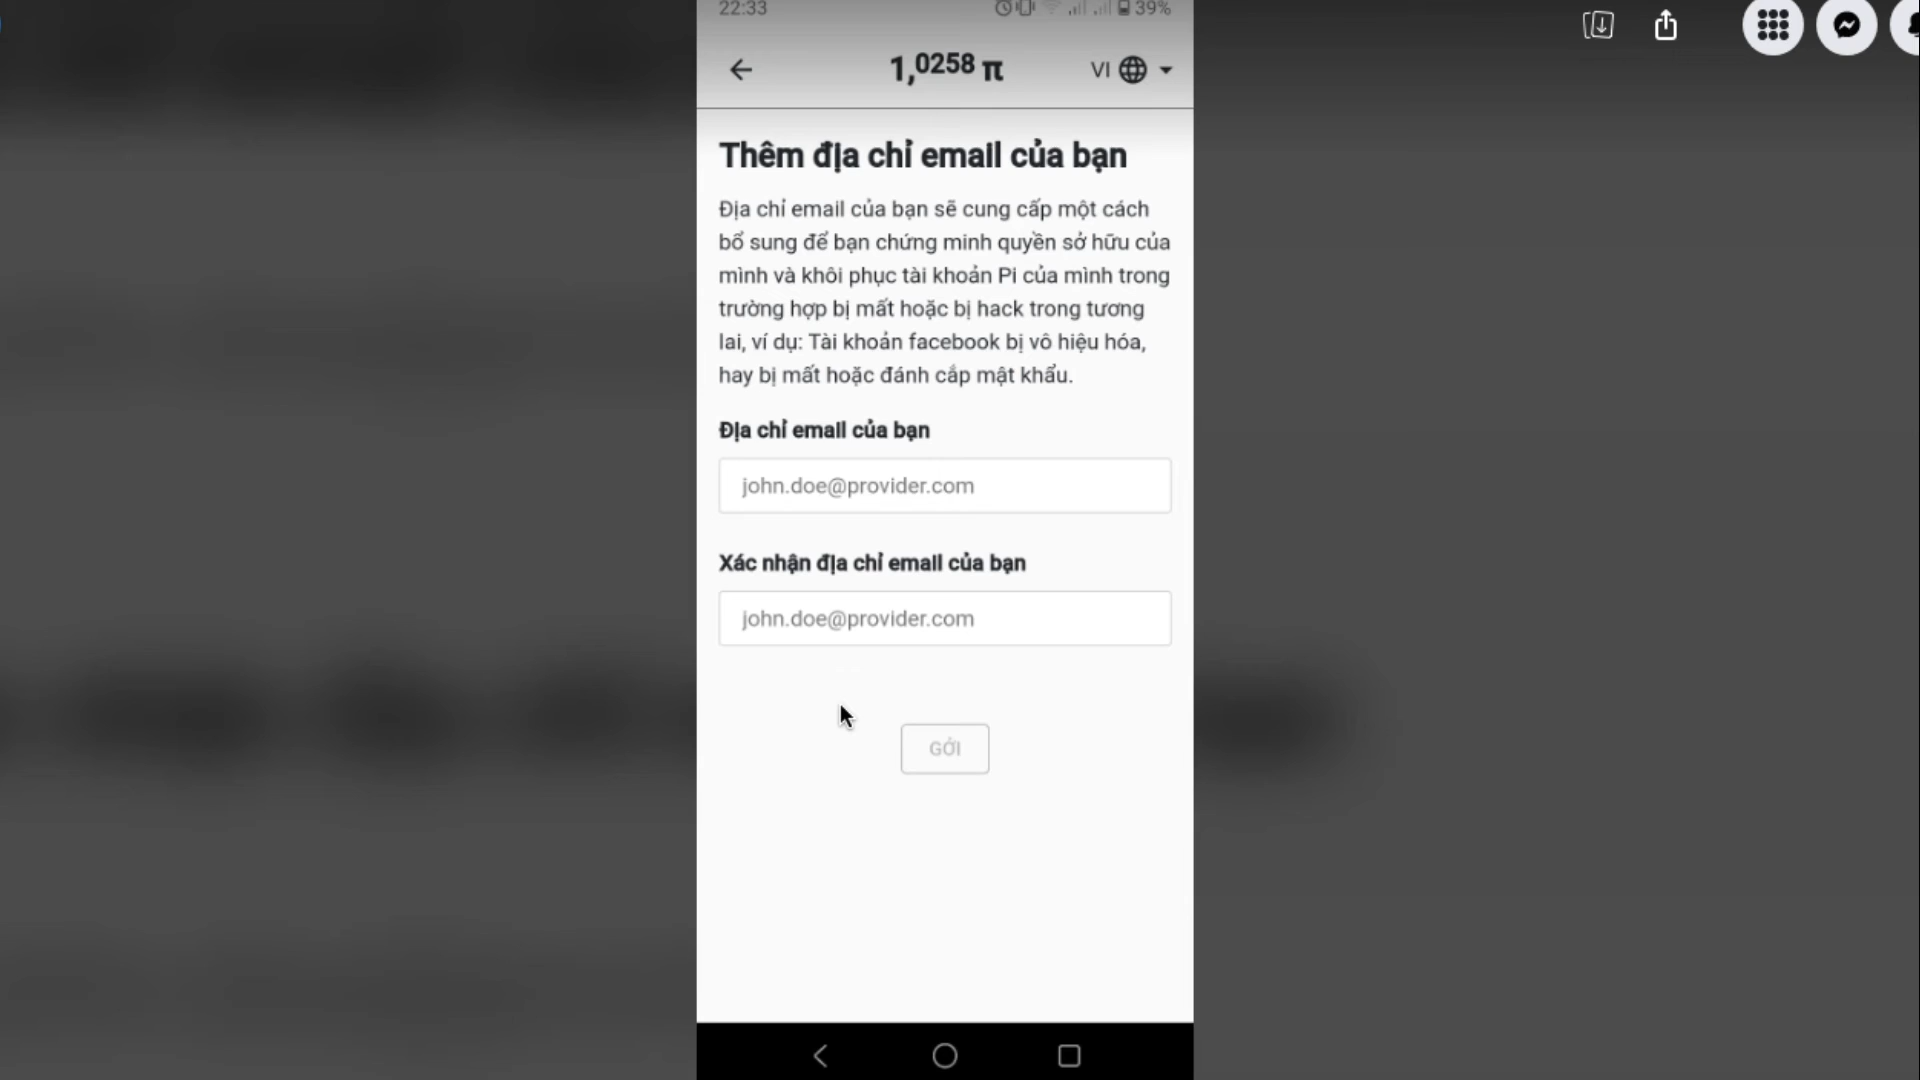 22:33
39%
1,0258 π
VI
Thêm địa chỉ email của bạn
Địa chỉ email của bạn sẽ cung cấp một cách
bổ sung để bạn chứng minh quyền sở hữu của
mình và khôi phục tài khoản Pi của mình trong
trường hợp bị mất hoặc bị hack trong tương
lai, ví dụ: Tài khoản facebook bị vô hiệu hóa,
hay bị mất hoặc đánh cắp mật khẩu.
Địa chỉ email của bạn
john.doe@provider.com
Xác nhận địa chỉ email của bạn
john.doe@provider.com
GỞI